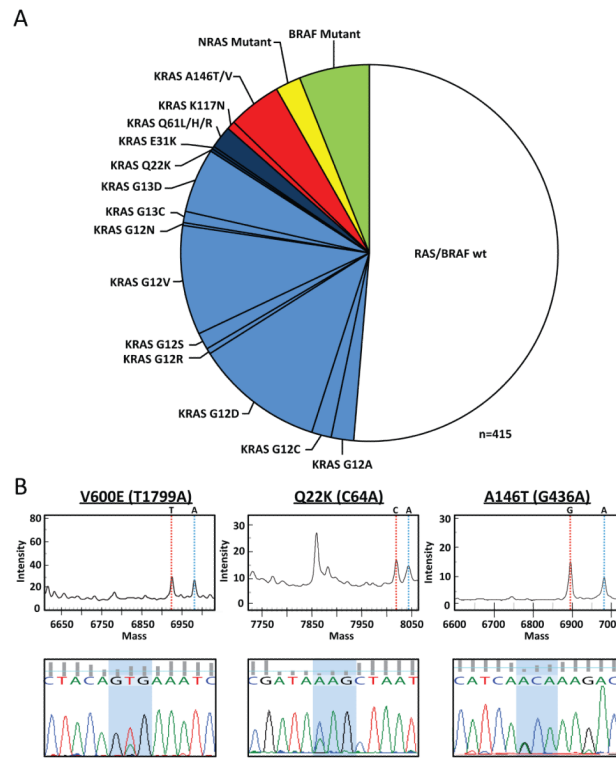 A
BRAF Mutant
NRAS Mutant
KRAS A146T/V
KRAS K117N
KRAS Q61L/H/R
KRAS E31K
KRAS Q22K
KRAS G13D
KRAS G13C
KRAS G12N
KRAS G12V
KRAS G12S
KRAS G12R
KRAS G12D
KRAS G12C
KRAS G12A
RAS/BRAF wt
n=415
B
V600E (T1799A)
T A
Intensity
80
60
40
20
0
6650 6750 6850 6950
Mass
CTACAGTGAAATC
Q22K (C64A)
C A
Intensity
30
20
10
0
7750 7850 7950 8050
Mass
CGATAAAGCTAAT
A146T (G436A)
G A
Intensity
30
20
10
0
6600 6700 6800 6900
Mass
CATCAACAAAGAC